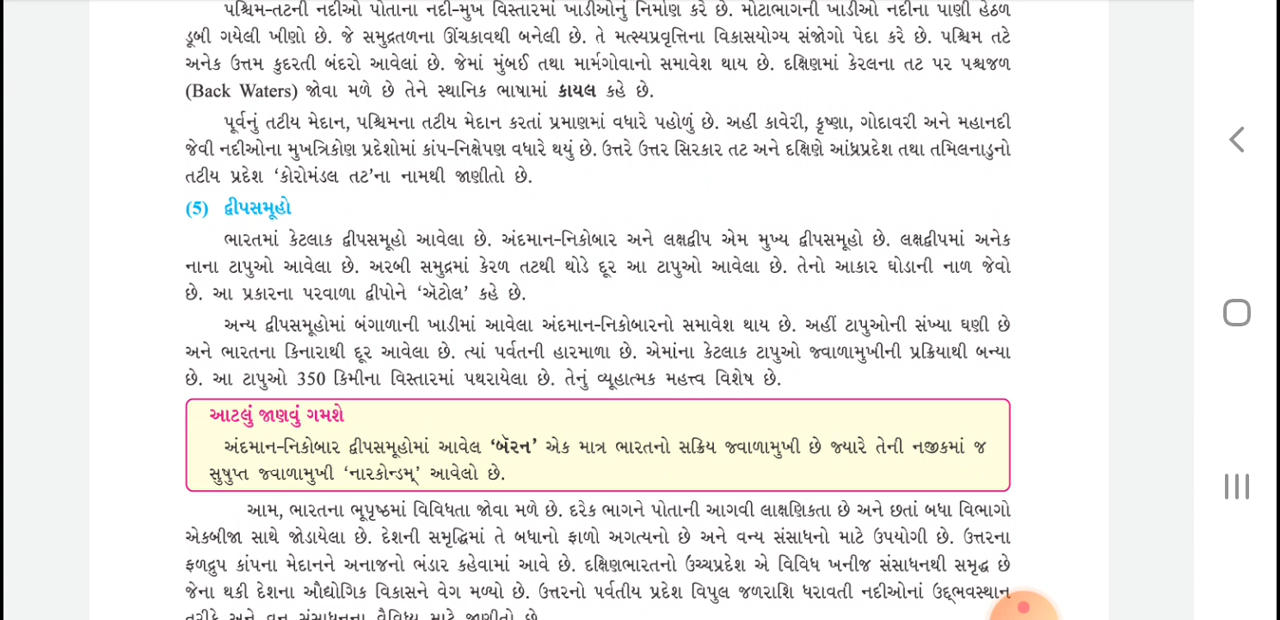 પશ્ચિમ-તટની નદીઓ પોતાના નદી-મુખ વિસ્તારમાં ખાડીઓનું નિર્માણ કરે છે. મોટાભાગની ખાડીઓ નદીના પાણી હેઠળ
ડૂબી ગયેલી ખીણો છે. જે સમુદ્રતળના ઊંચકાવથી બનેલી છે. તે મત્સ્યપ્રવૃત્તિના વિકાસયોગ્ય સંજોગો પેદા કરે છે. પશ્ચિમ તટે
અનેક ઉત્તમ કુદરતી બંદરો આવેલાં છે. જેમાં મુંબઈ તથા માર્મગોવાનો સમાવેશ થાય છે. દક્ષિણમાં કેરલના તટ પર પશ્ચજળ
(Back Waters) જોવા મળે છે તેને સ્થાનિક ભાષામાં કાયલ કહે છે.
પૂર્વનું તટીય મેદાન, પશ્ચિમના તટીય મેદાન કરતાં પ્રમાણમાં વધારે પહોળું છે. અહીં કાવેરી, કૃષ્ણા, ગોદાવરી અને મહાનદી
જેવી નદીઓના મુખત્રિકોણ પ્રદેશોમાં કાંપ-નિક્ષેપણ વધારે થયું છે. ઉત્તરે ઉત્તર સિરકાર તટ અને દક્ષિણે આંધ્રપ્રદેશ તથા તમિલનાડુનો
તટીય પ્રદેશ ‘કોરોમંડલ તટ’ના નામથી જાણીતો છે.
(5) દ્વીપસમૂહો
ભારતમાં કેટલાક દ્વીપસમૂહો આવેલા છે. અંદમાન-નિકોબાર અને લક્ષદ્વીપ એમ મુખ્ય દ્વીપસમૂહો છે. લક્ષદ્વીપમાં અનેક
નાના ટાપુઓ આવેલા છે. અરબી સમુદ્રમાં કેરળ તટથી થોડે દૂર આ ટાપુઓ આવેલા છે. તેનો આકાર ઘોડાની નાળ જેવો
છે. આ પ્રકારના પરવાળા દ્વીપોને ‘ઍટોલ’ કહે છે.
અન્ય દ્વીપસમૂહોમાં બંગાળાની ખાડીમાં આવેલા અંદમાન-નિકોબારનો સમાવેશ થાય છે. અહીં ટાપુઓની સંખ્યા ઘણી છે
અને ભારતના કિનારાથી દૂર આવેલા છે. ત્યાં પર્વતની હારમાળા છે. એમાંના કેટલાક ટાપુઓ જ્વાળામુખીની પ્રક્રિયાથી બન્યા
છે. આ ટાપુઓ 350 કિમીના વિસ્તારમાં પથરાયેલા છે. તેનું વ્યૂહાત્મક મહત્ત્વ વિશેષ છે.
આટલું જાણવું ગમશે
અંદમાન-નિકોબાર દ્વીપસમૂહોમાં આવેલ ‘બૅરન’ એક માત્ર ભારતનો સક્રિય જ્વાળામુખી છે જ્યારે તેની નજીકમાં જ
સુષુપ્ત જ્વાળામુખી ‘નારકોન્ડમ્’ આવેલો છે.
આમ, ભારતના ભૂપૃષ્ઠમાં વિવિધતા જોવા મળે છે. દરેક ભાગને પોતાની આગવી લાક્ષણિકતા છે અને છતાં બધા વિભાગો
એકબીજા સાથે જોડાયેલા છે. દેશની સમૃદ્ધિમાં તે બધાનો ફાળો અગત્યનો છે અને વન્ય સંસાધનો માટે ઉપયોગી છે. ઉત્તરના
ફળદ્રુપ કાંપના મેદાનને અનાજનો ભંડાર કહેવામાં આવે છે. દક્ષિણભારતનો ઉચ્ચપ્રદેશ એ વિવિધ ખનીજ સંસાધનથી સમૃદ્ધ છે
જેના થકી દેશના ઔદ્યોગિક વિકાસને વેગ મળ્યો છે. ઉત્તરનો પર્વતીય પ્રદેશ વિપુલ જળરાશિ ધરાવતી નદીઓનાં ઉદ્ભવસ્થાન
તરીકે અને વન સંસાધનના વૈવિધ્ય માટે જાણીતો છે.